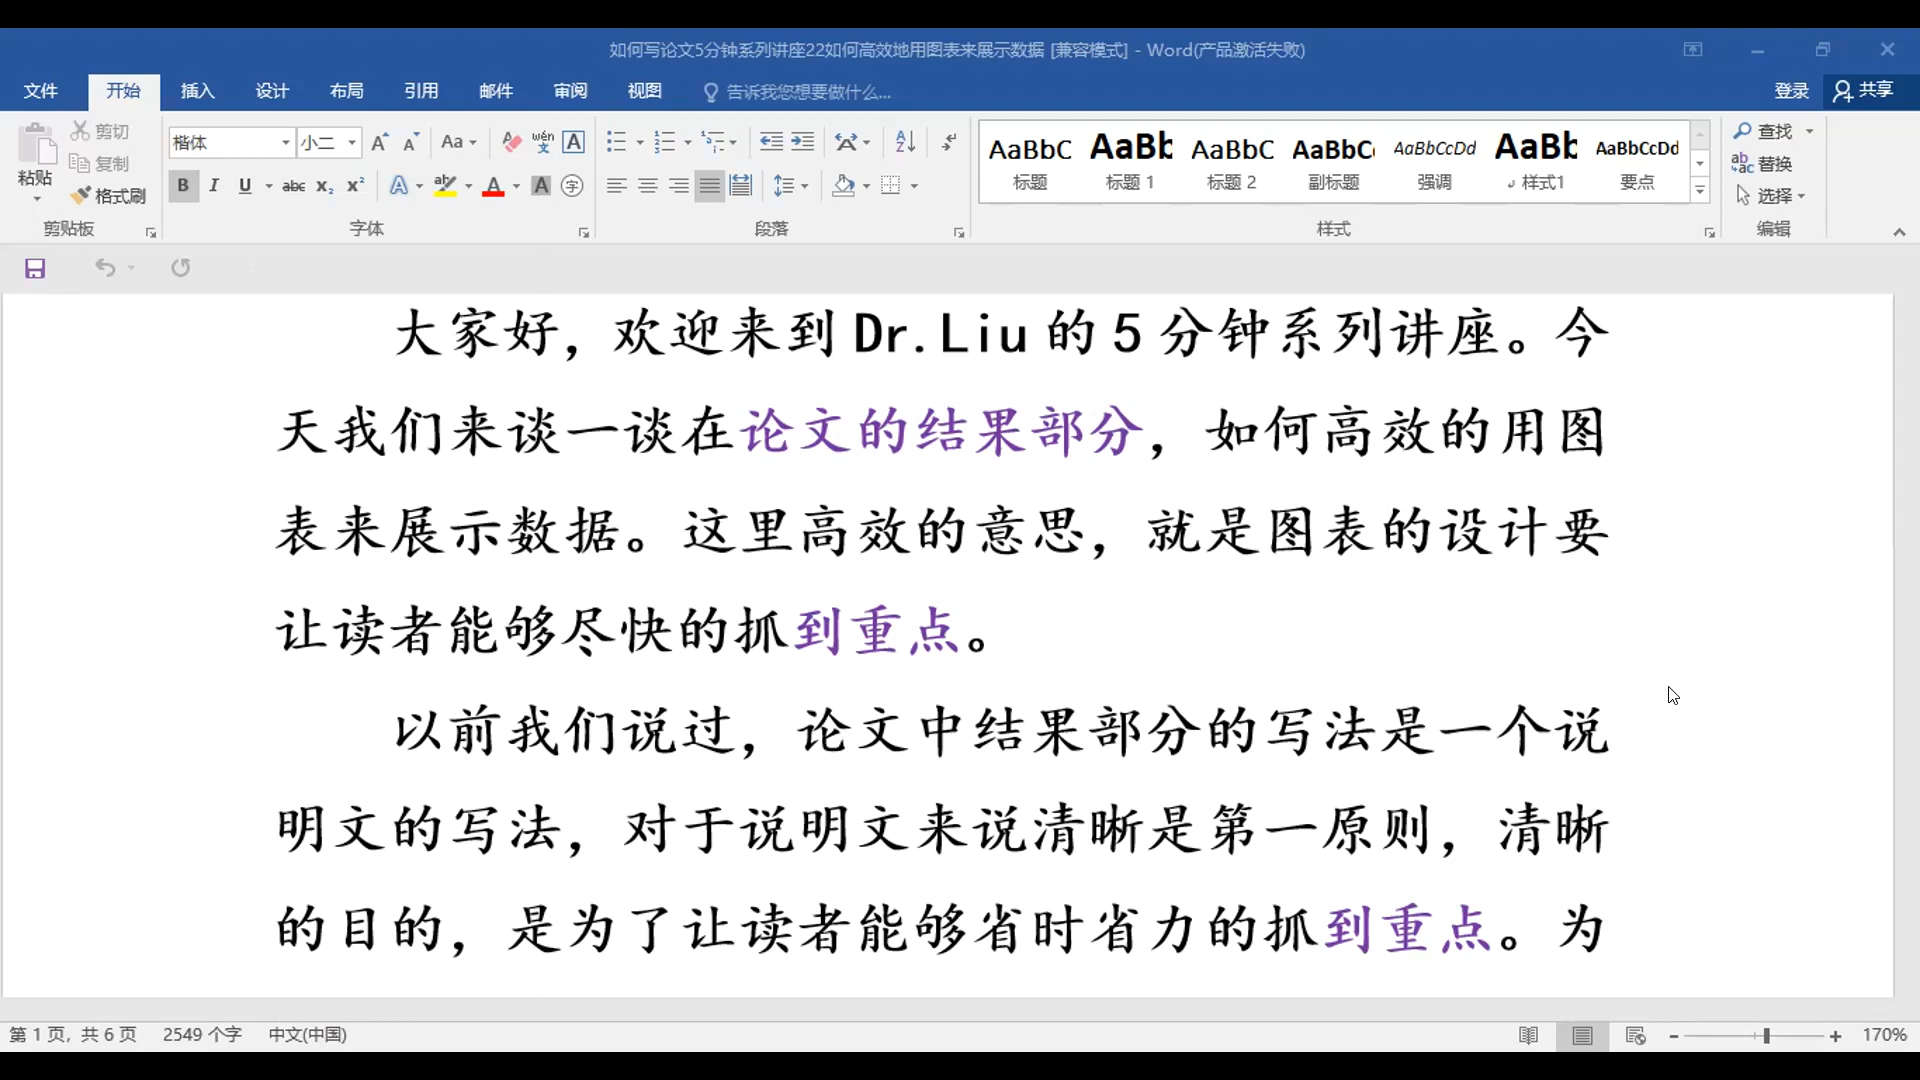 如何写论文5分钟系列讲座22如何高效地用图表来展示数据 [兼容模式] - Word(产品激活失败)
文件 开始 插入 设计 布局 引用 邮件 审阅 视图 告诉我您想要做什么... 登录 共享
粘贴 剪切 复制 格式刷
楷体 小二
AaBbC AaBb AaBbC AaBbC AaBbCcDd AaBb AaBbCcDd
标题 标题 1 标题 2 副标题 强调 样式1 要点
查找 替换 选择
剪贴板 字体 段落 样式 编辑
大家好，欢迎来到Dr.Liu的5分钟系列讲座。今
天我们来谈一谈在论文的结果部分，如何高效的用图
表来展示数据。这里高效的意思，就是图表的设计要
让读者能够尽快的抓到重点。
以前我们说过，论文中结果部分的写法是一个说
明文的写法，对于说明文来说清晰是第一原则，清晰
的目的，是为了让读者能够省时省力的抓到重点。为
第 1 页，共 6 页 2549 个字 中文(中国) 170%